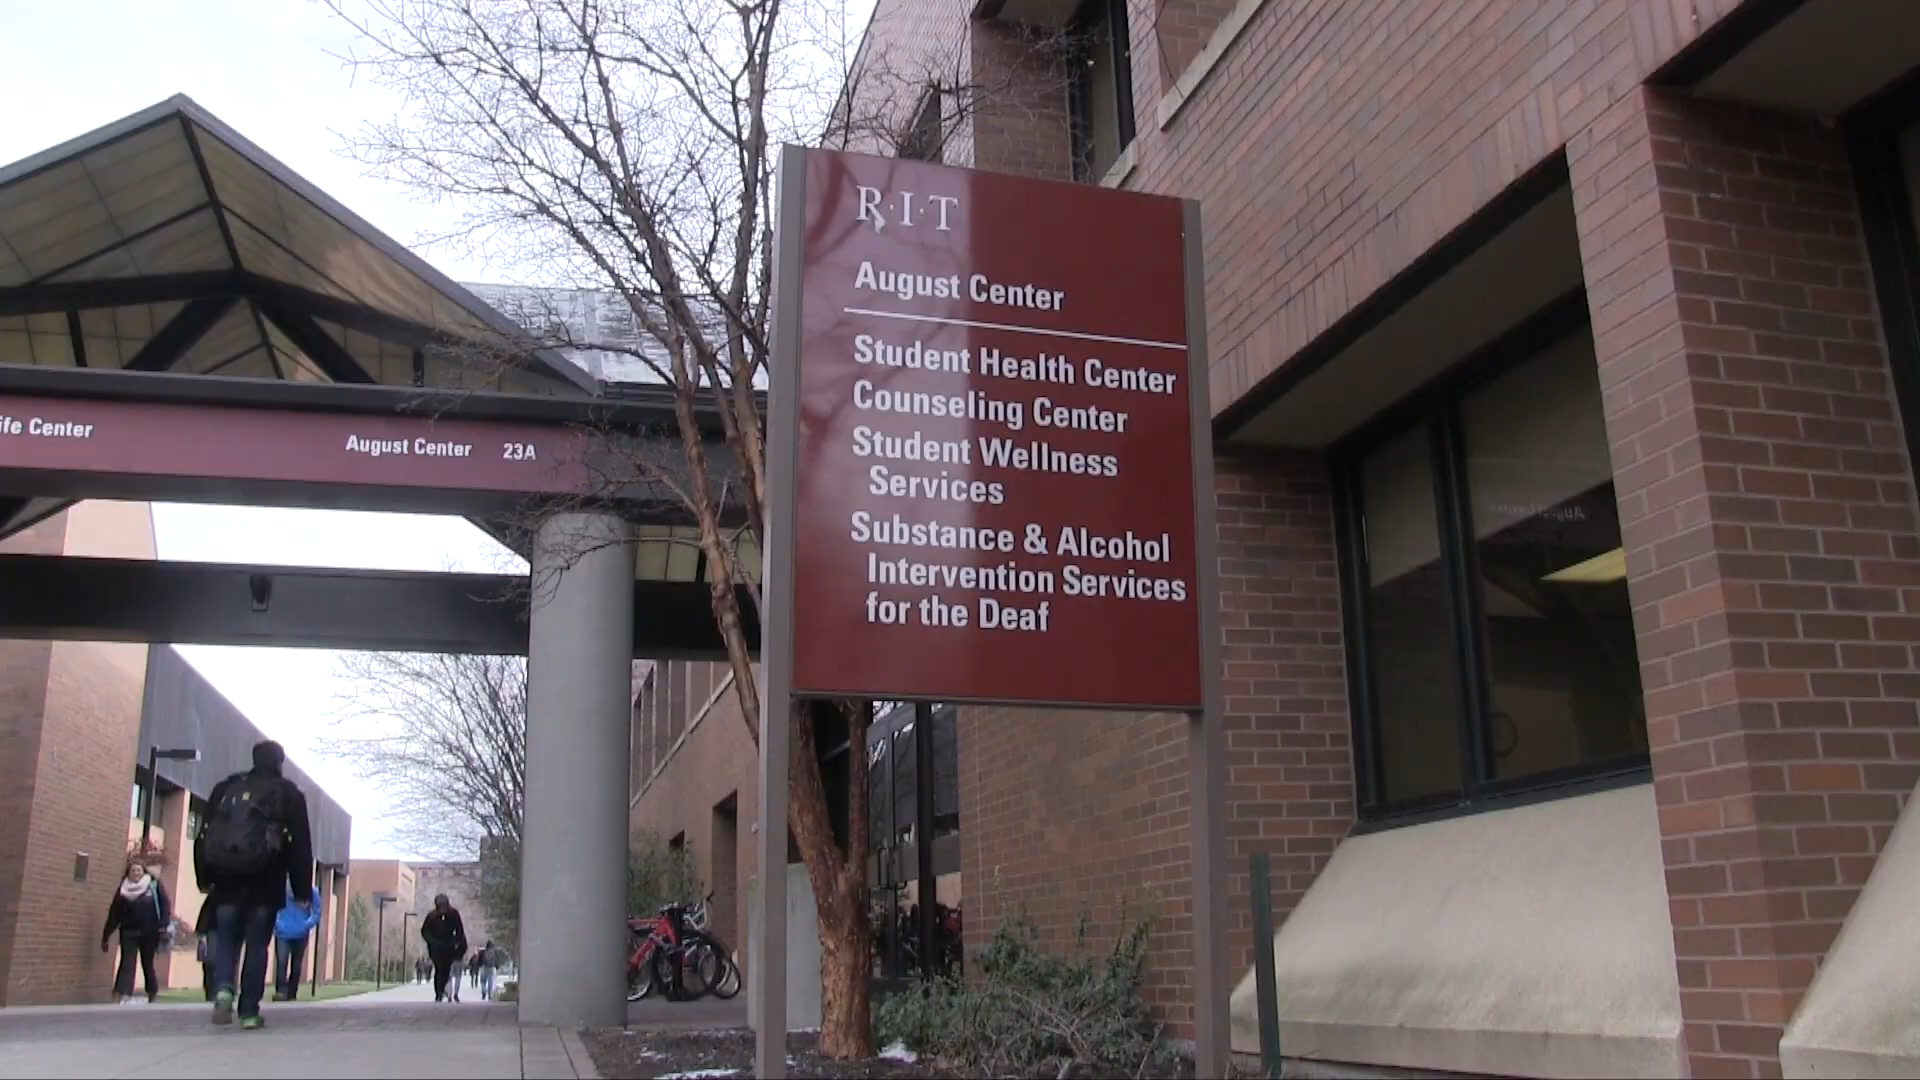 R·I·T
August Center
Student Health Center
Counseling Center
Student Wellness
Services
Substance & Alcohol
Intervention Services
for the Deaf
ife Center
August Center 23A